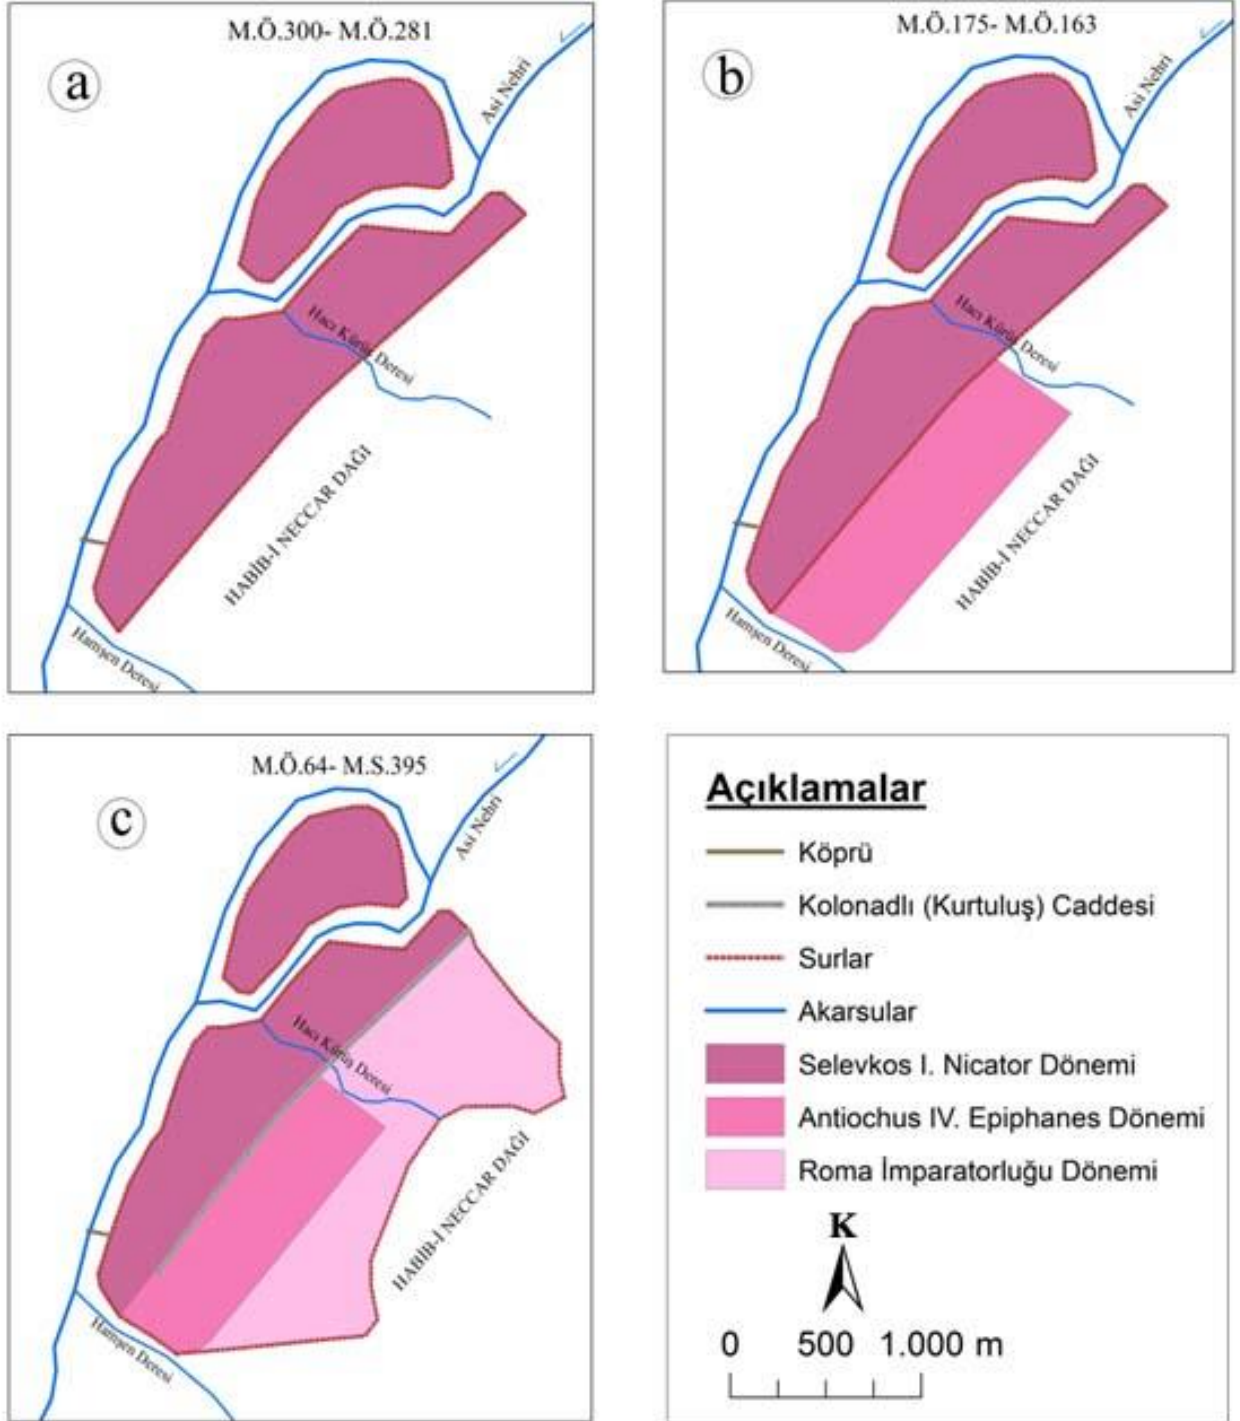 M.Ö.300- M.Ö.281
a
Asi Nehri
Hacı Kürüş Deresi
HABİB-İ NECCAR DAĞI
Hamşen Deresi
M.Ö.175- M.Ö.163
b
Asi Nehri
Hacı Kürüş Deresi
HABİB-İ NECCAR DAĞI
Hamşen Deresi
M.Ö.64- M.S.395
c
Asi Nehri
Hacı Kürüş Deresi
HABİB-İ NECCAR DAĞI
Hamşen Deresi
Açıklamalar
Köprü
Kolonadlı (Kurtuluş) Caddesi
Surlar
Akarsular
Selevkos I. Nicator Dönemi
Antiochus IV. Epiphanes Dönemi
Roma İmparatorluğu Dönemi
K
0 500 1.000 m